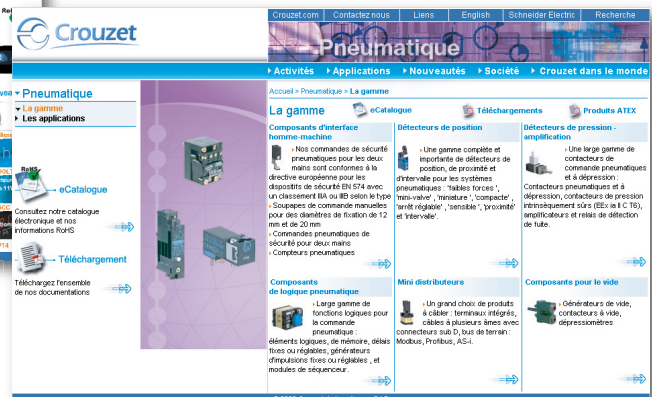 Crouzet
Crouzet.com
Contactez nous
Liens
English
Schneider Electric
Recherche
Pneumatique
Activités
Applications
Nouveautés
Société
Crouzet dans le monde
Pneumatique
La gamme
Les applications
RoHS
eCatalogue
Consultez notre catalogue
électronique et nos
informations RoHS
Téléchargement
Téléchargez l'ensemble
de nos documentations
Accueil > Pneumatique > La gamme
La gamme
eCatalogue
Téléchargements
Produits ATEX
Composants d'interface
homme-machine
Nos commandes de sécurité
pneumatiques pour les deux
mains sont conformes à la
directive européenne pour les
dispositifs de sécurité EN 574 avec
un classement IIIA ou IIIB selon le type
Soupapes de commande manuelles
pour des diamètres de fixation de 12
mm et de 20 mm
Commandes pneumatiques de
sécurité pour deux mains
Compteurs pneumatiques
Détecteurs de position
Une gamme complète et
importante de détecteurs de
position, de proximité et
d'intervalle pour les systèmes
pneumatiques : 'faibles forces ',
'mini-valve' , 'miniature ', 'compacte' ,
'arrêt réglable' , 'sensible ', 'proximité'
et 'intervalle'.
Détecteurs de pression -
amplification
Une large gamme de
contacteurs de
commande pneumatiques
et à dépression :
Contacteurs pneumatiques et à
dépression, contacteurs de pression
intrinsèquement sûrs (EEx ia II C T6),
amplificateurs et relais de détection
de fuite.
Composants
de logique pneumatique
Large gamme de
fonctions logiques pour
la commande
pneumatique :
éléments logiques, de mémoire, délais
fixes ou réglables, générateurs
d'impulsions fixes ou réglables , et
modules de séquenceur.
Mini distributeurs
Un grand choix de produits
à câbler : terminaux intégrés,
câbles à plusieurs âmes avec
connecteurs sub D, bus de terrain :
Modbus, Profibus, AS-i.
Composants pour le vide
Générateurs de vide,
contacteurs à vide,
dépressiomètres